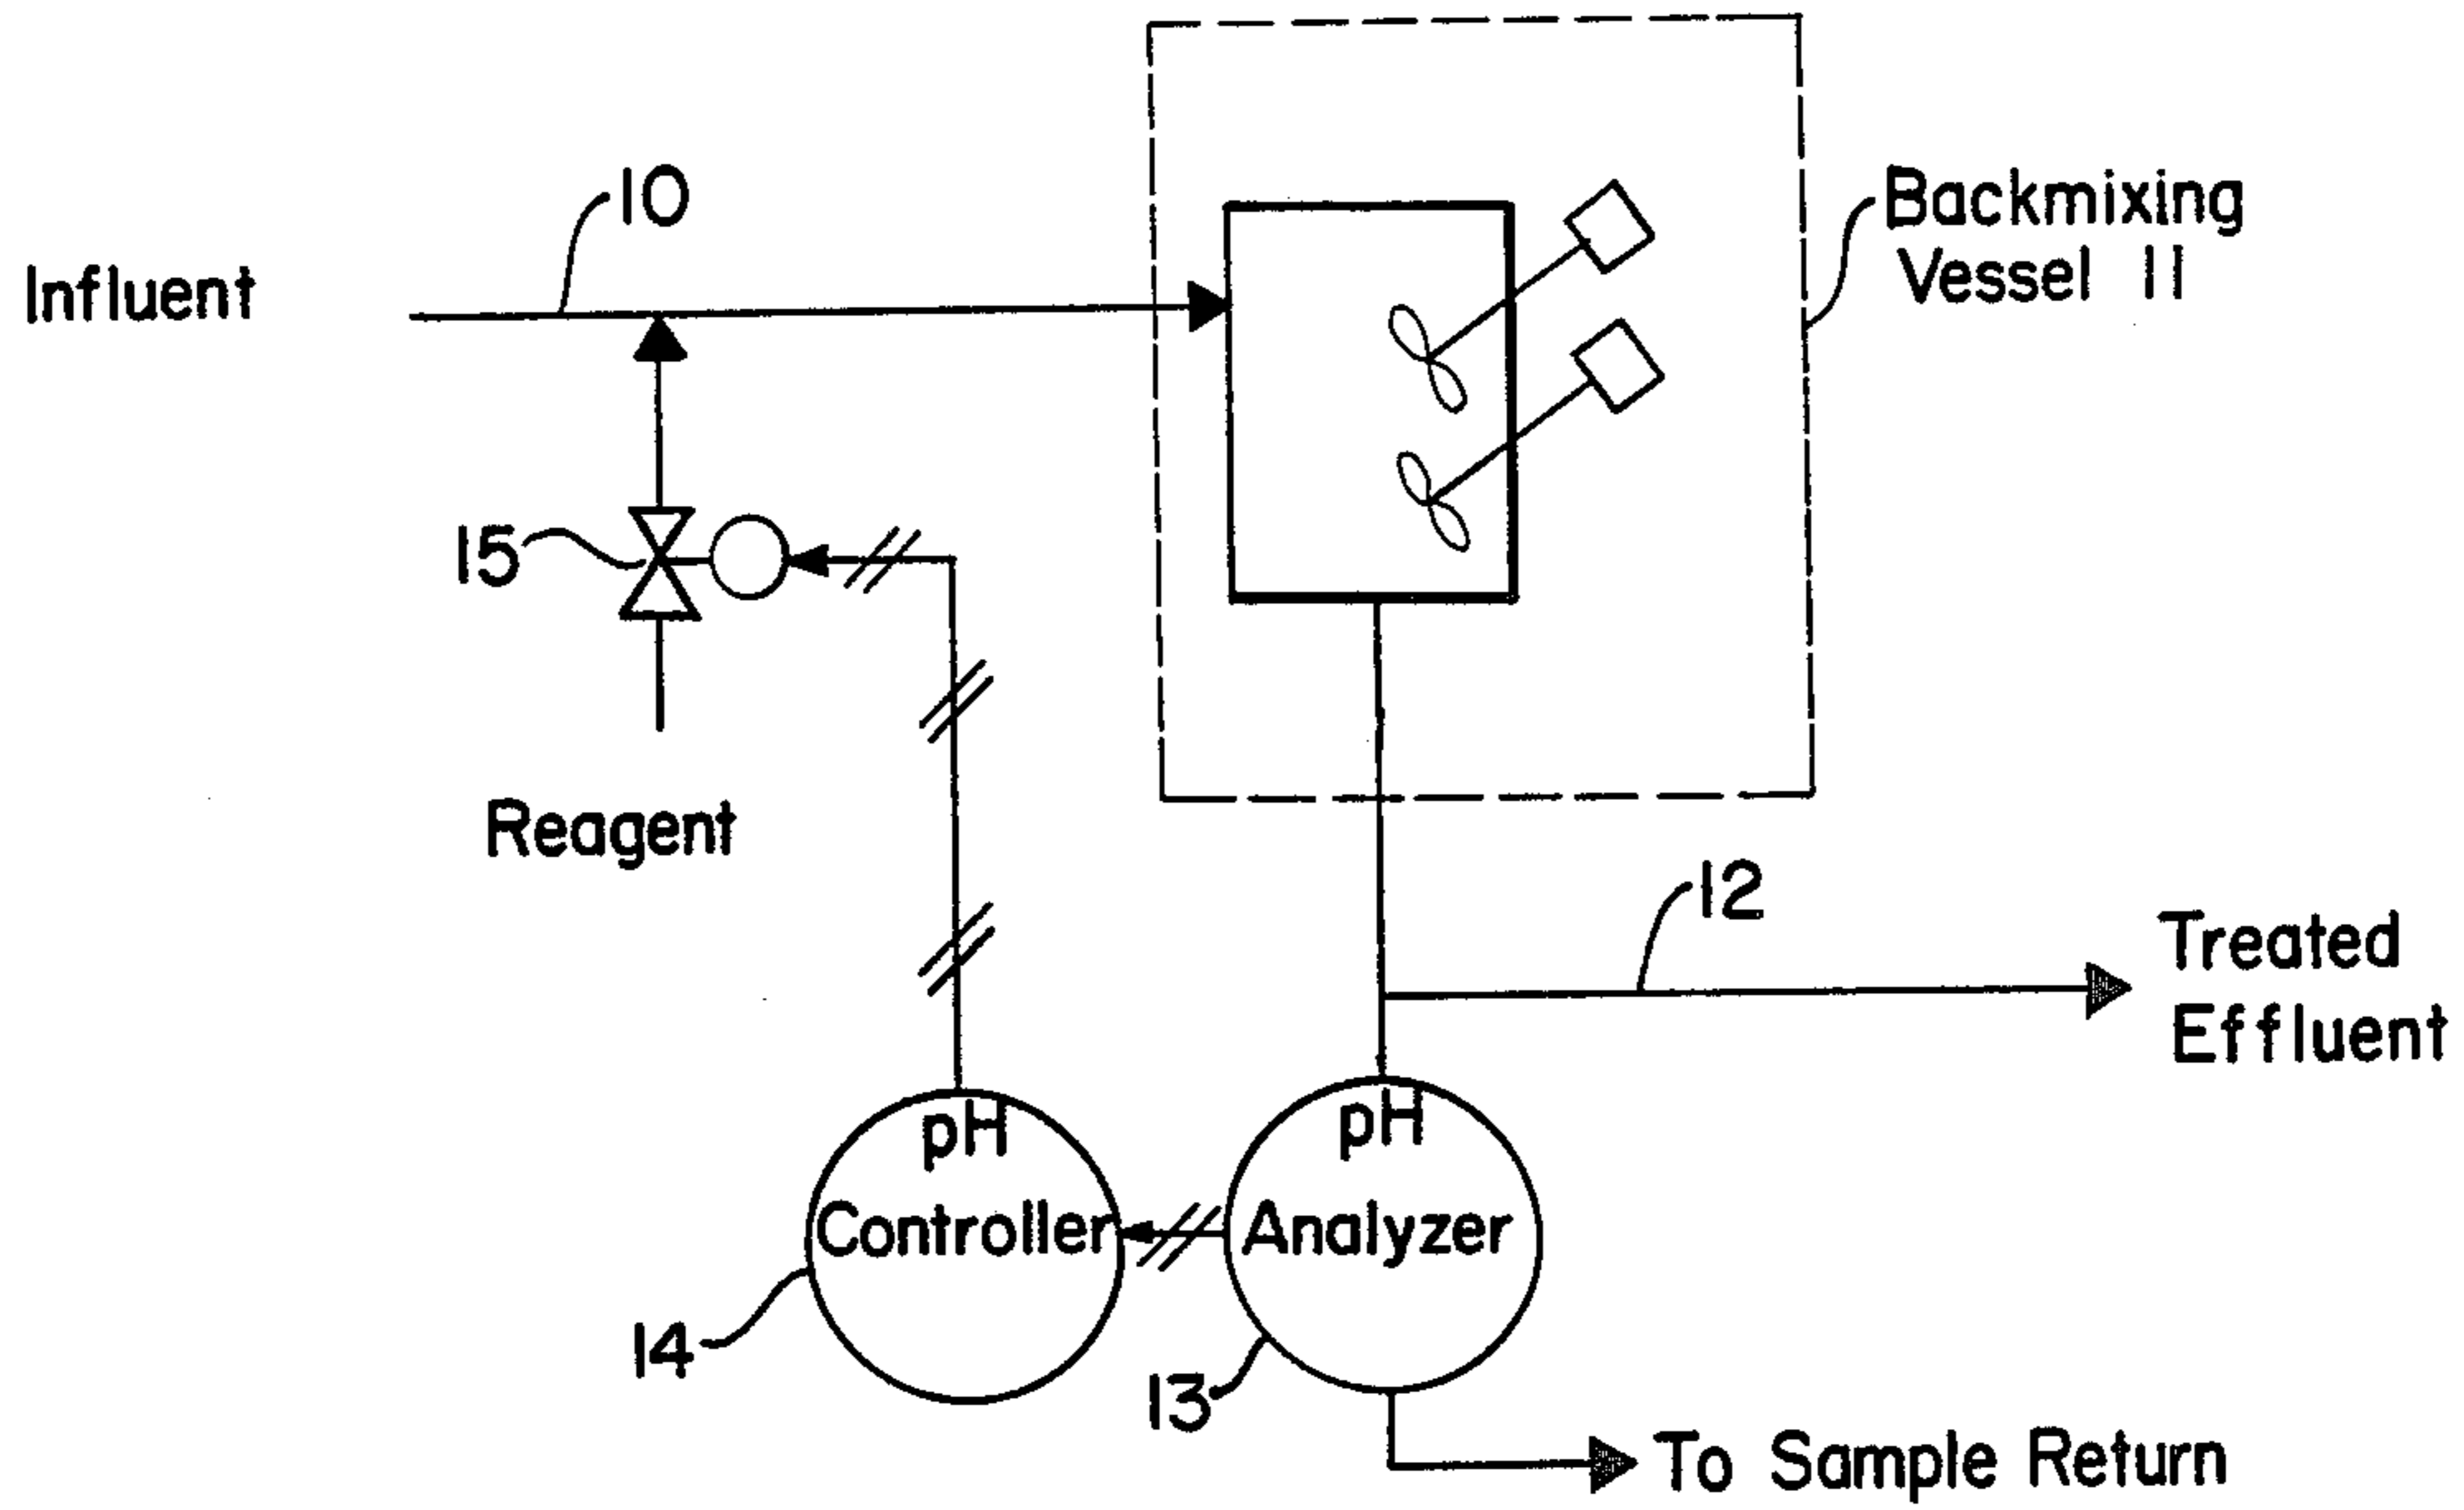 10
Influent
Backmixing
Vessel 11
15
Reagent
12
Treated
Effluent
pH
Controller
pH
Analyzer
14
13
To Sample Return